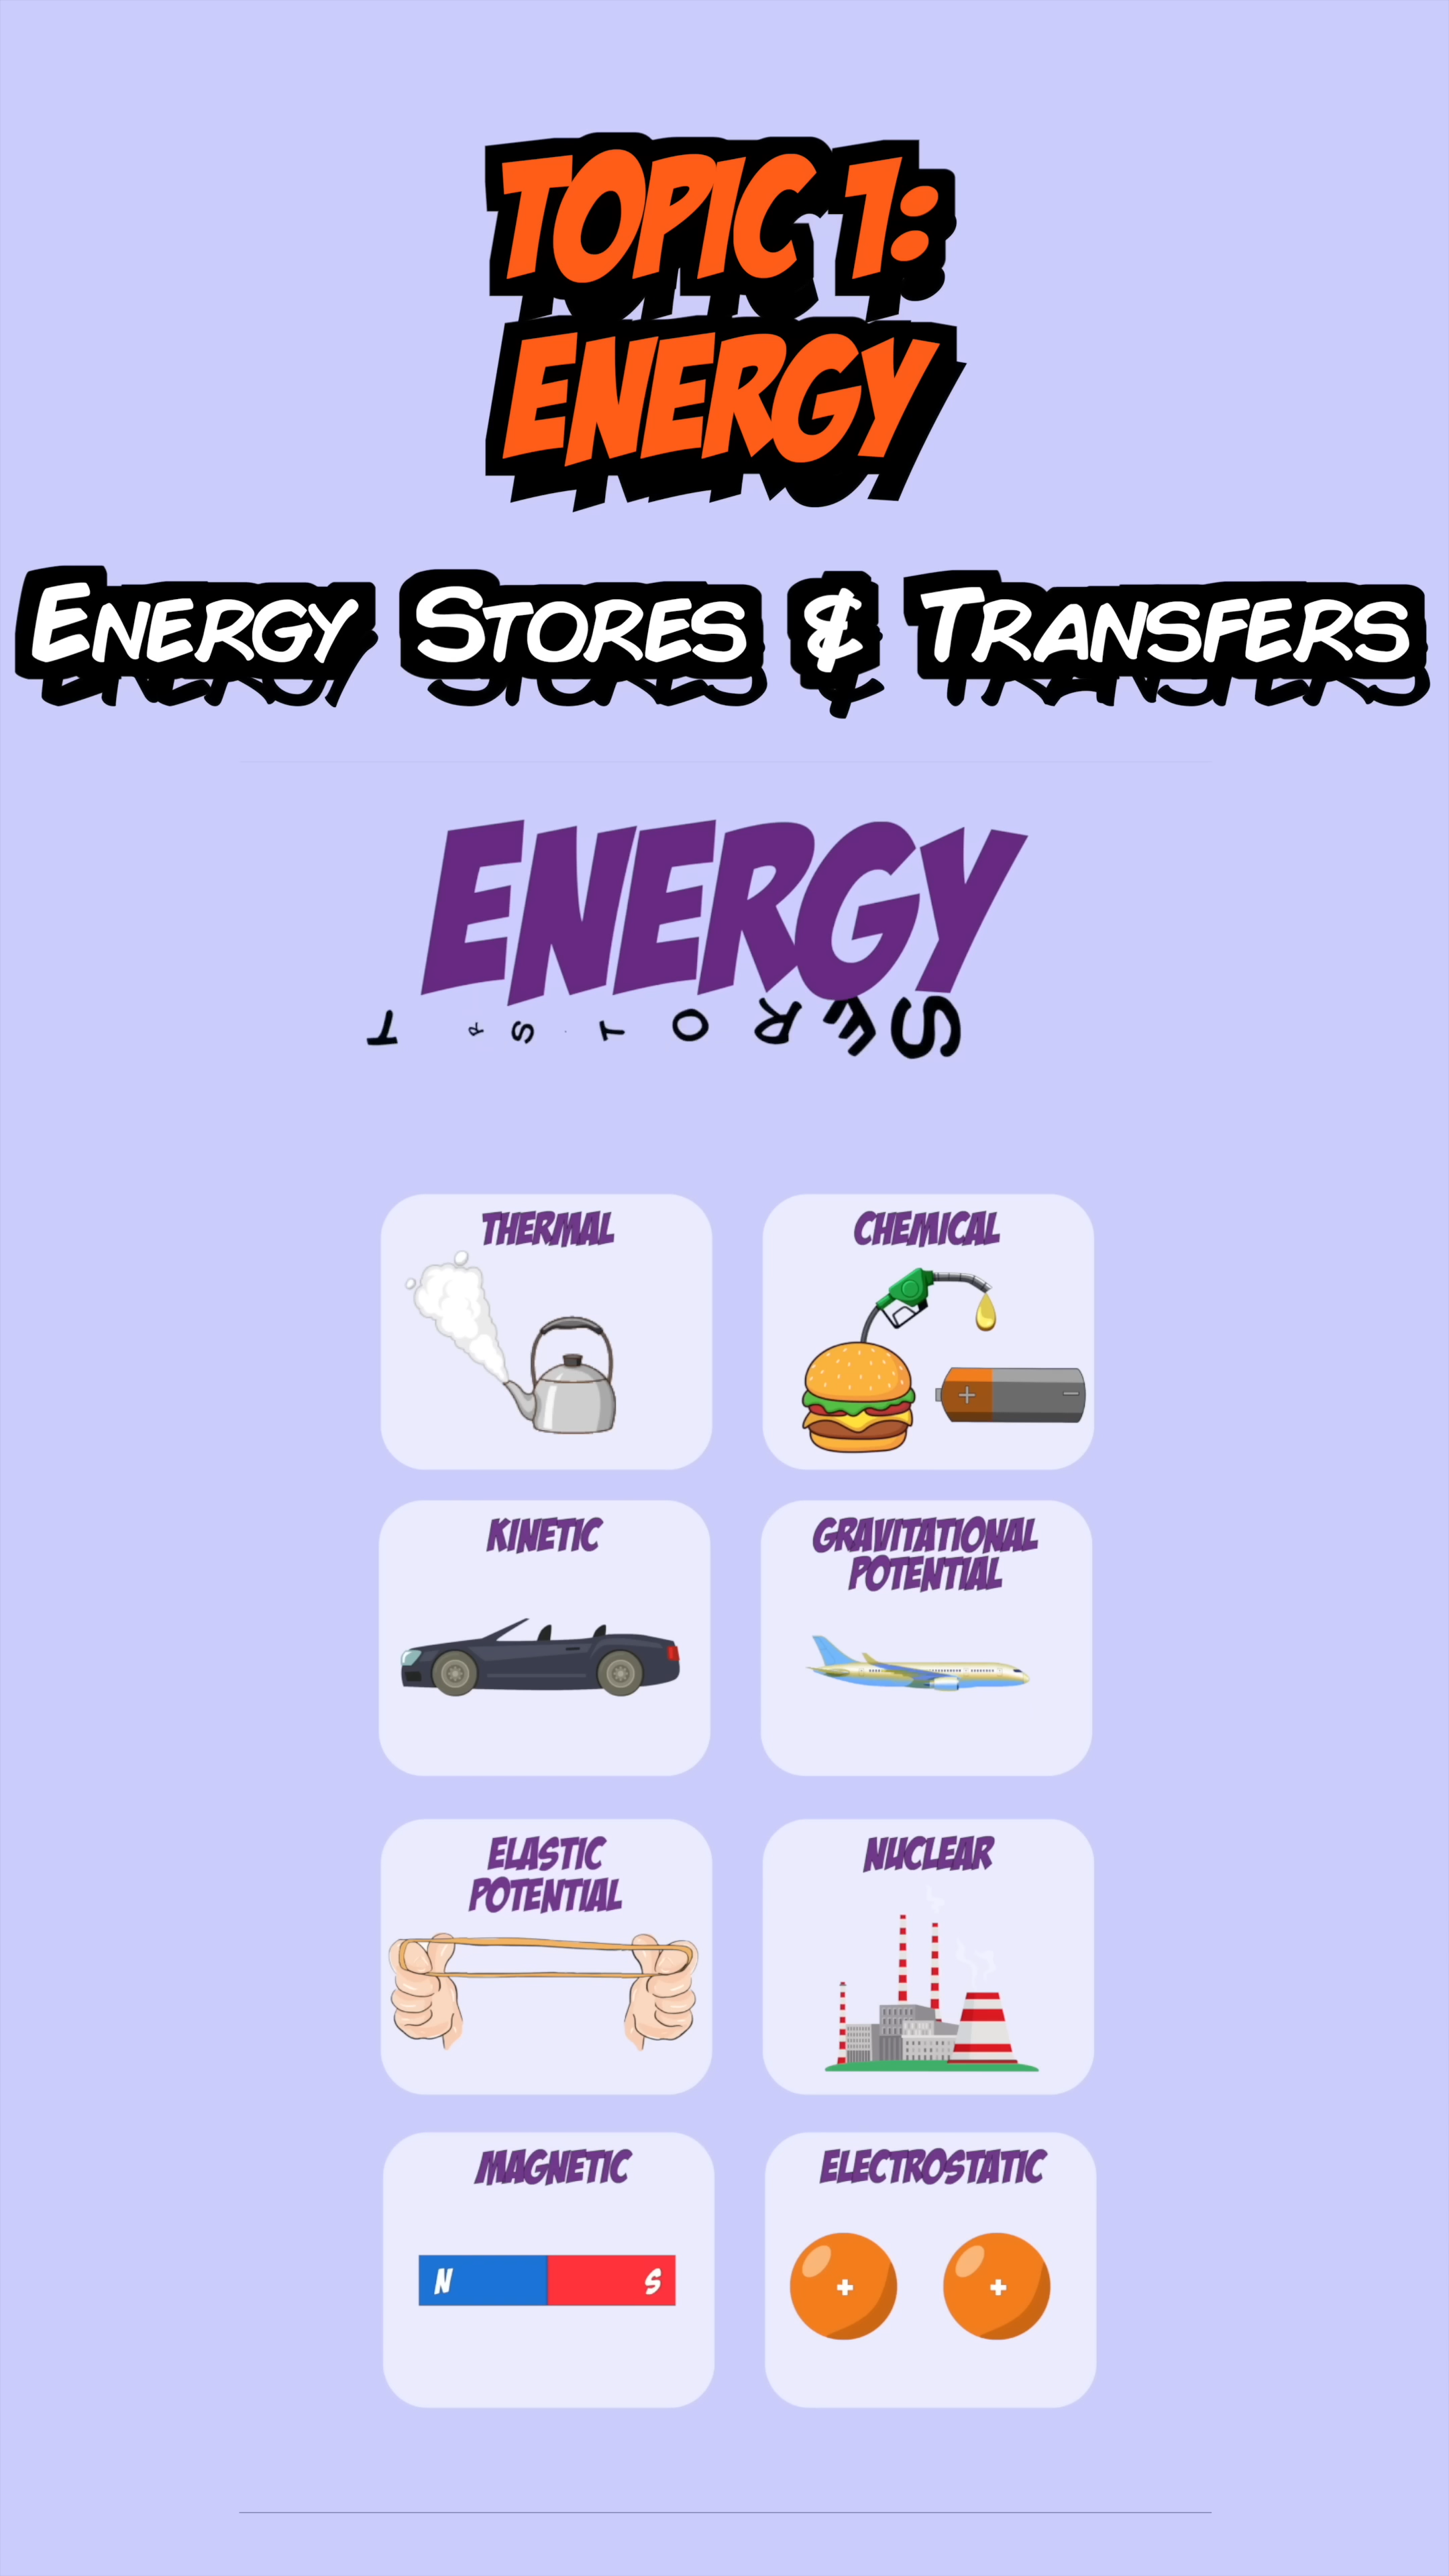 TOPIC 1:
ENERGY
ENERGY STORES & TRANSFERS
ENERGY
T R S T O R E S
THERMAL
CHEMICAL
+ -
KINETIC
GRAVITATIONAL
POTENTIAL
ELASTIC
POTENTIAL
NUCLEAR
MAGNETIC
ELECTROSTATIC
N S
+ +